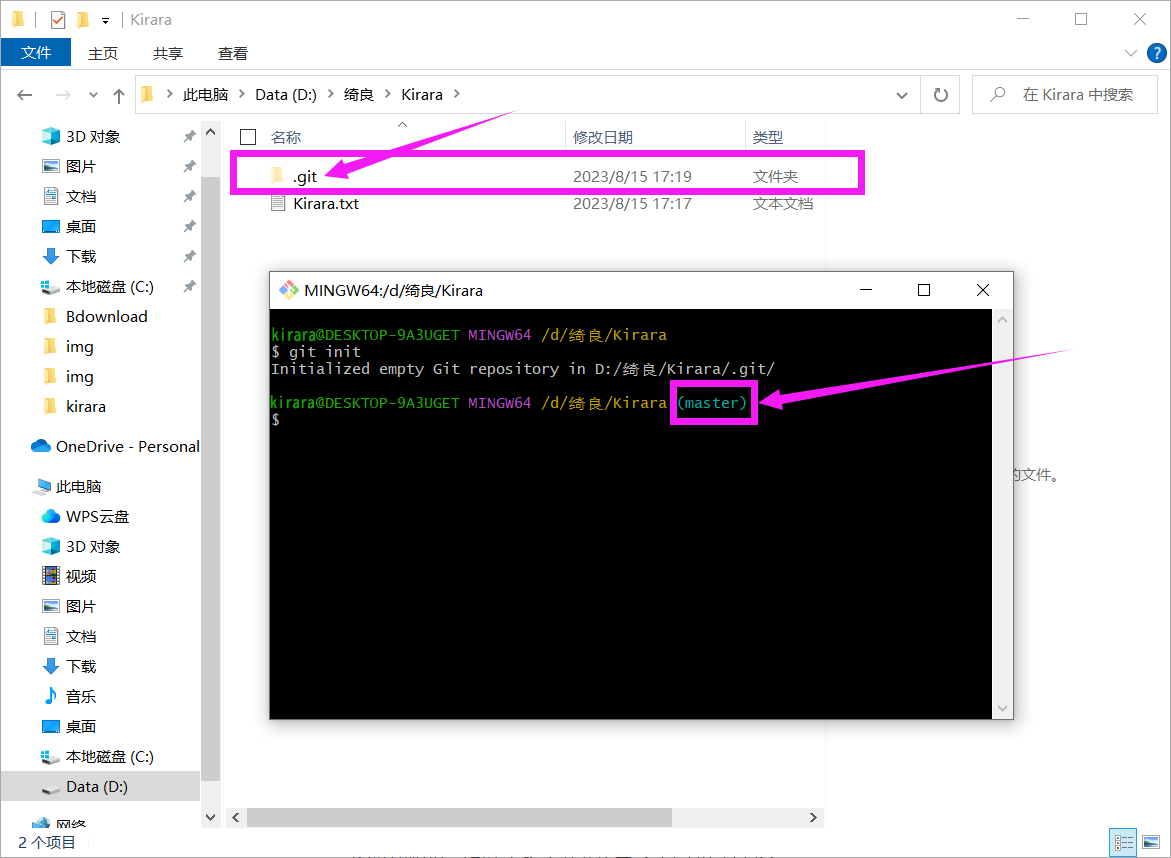 Kirara
文件 主页 共享 查看
此电脑 Data (D:) 绮良 Kirara
在 Kirara 中搜索
3D 对象
图片
文档
桌面
下载
本地磁盘 (C:)
Bdownload
img
img
kirara
OneDrive - Personal
此电脑
WPS云盘
3D 对象
视频
图片
文档
下载
音乐
桌面
本地磁盘 (C:)
Data (D:)
网络
2 个项目
名称 修改日期 类型
.git 2023/8/15 17:19 文件夹
Kirara.txt 2023/8/15 17:17 文本文档
MINGW64:/d/绮良/Kirara
kirara@DESKTOP-9A3UGET MINGW64 /d/绮良/Kirara
$ git init
Initialized empty Git repository in D:/绮良/Kirara/.git/
kirara@DESKTOP-9A3UGET MINGW64 /d/绮良/Kirara (master)
$
的文件。